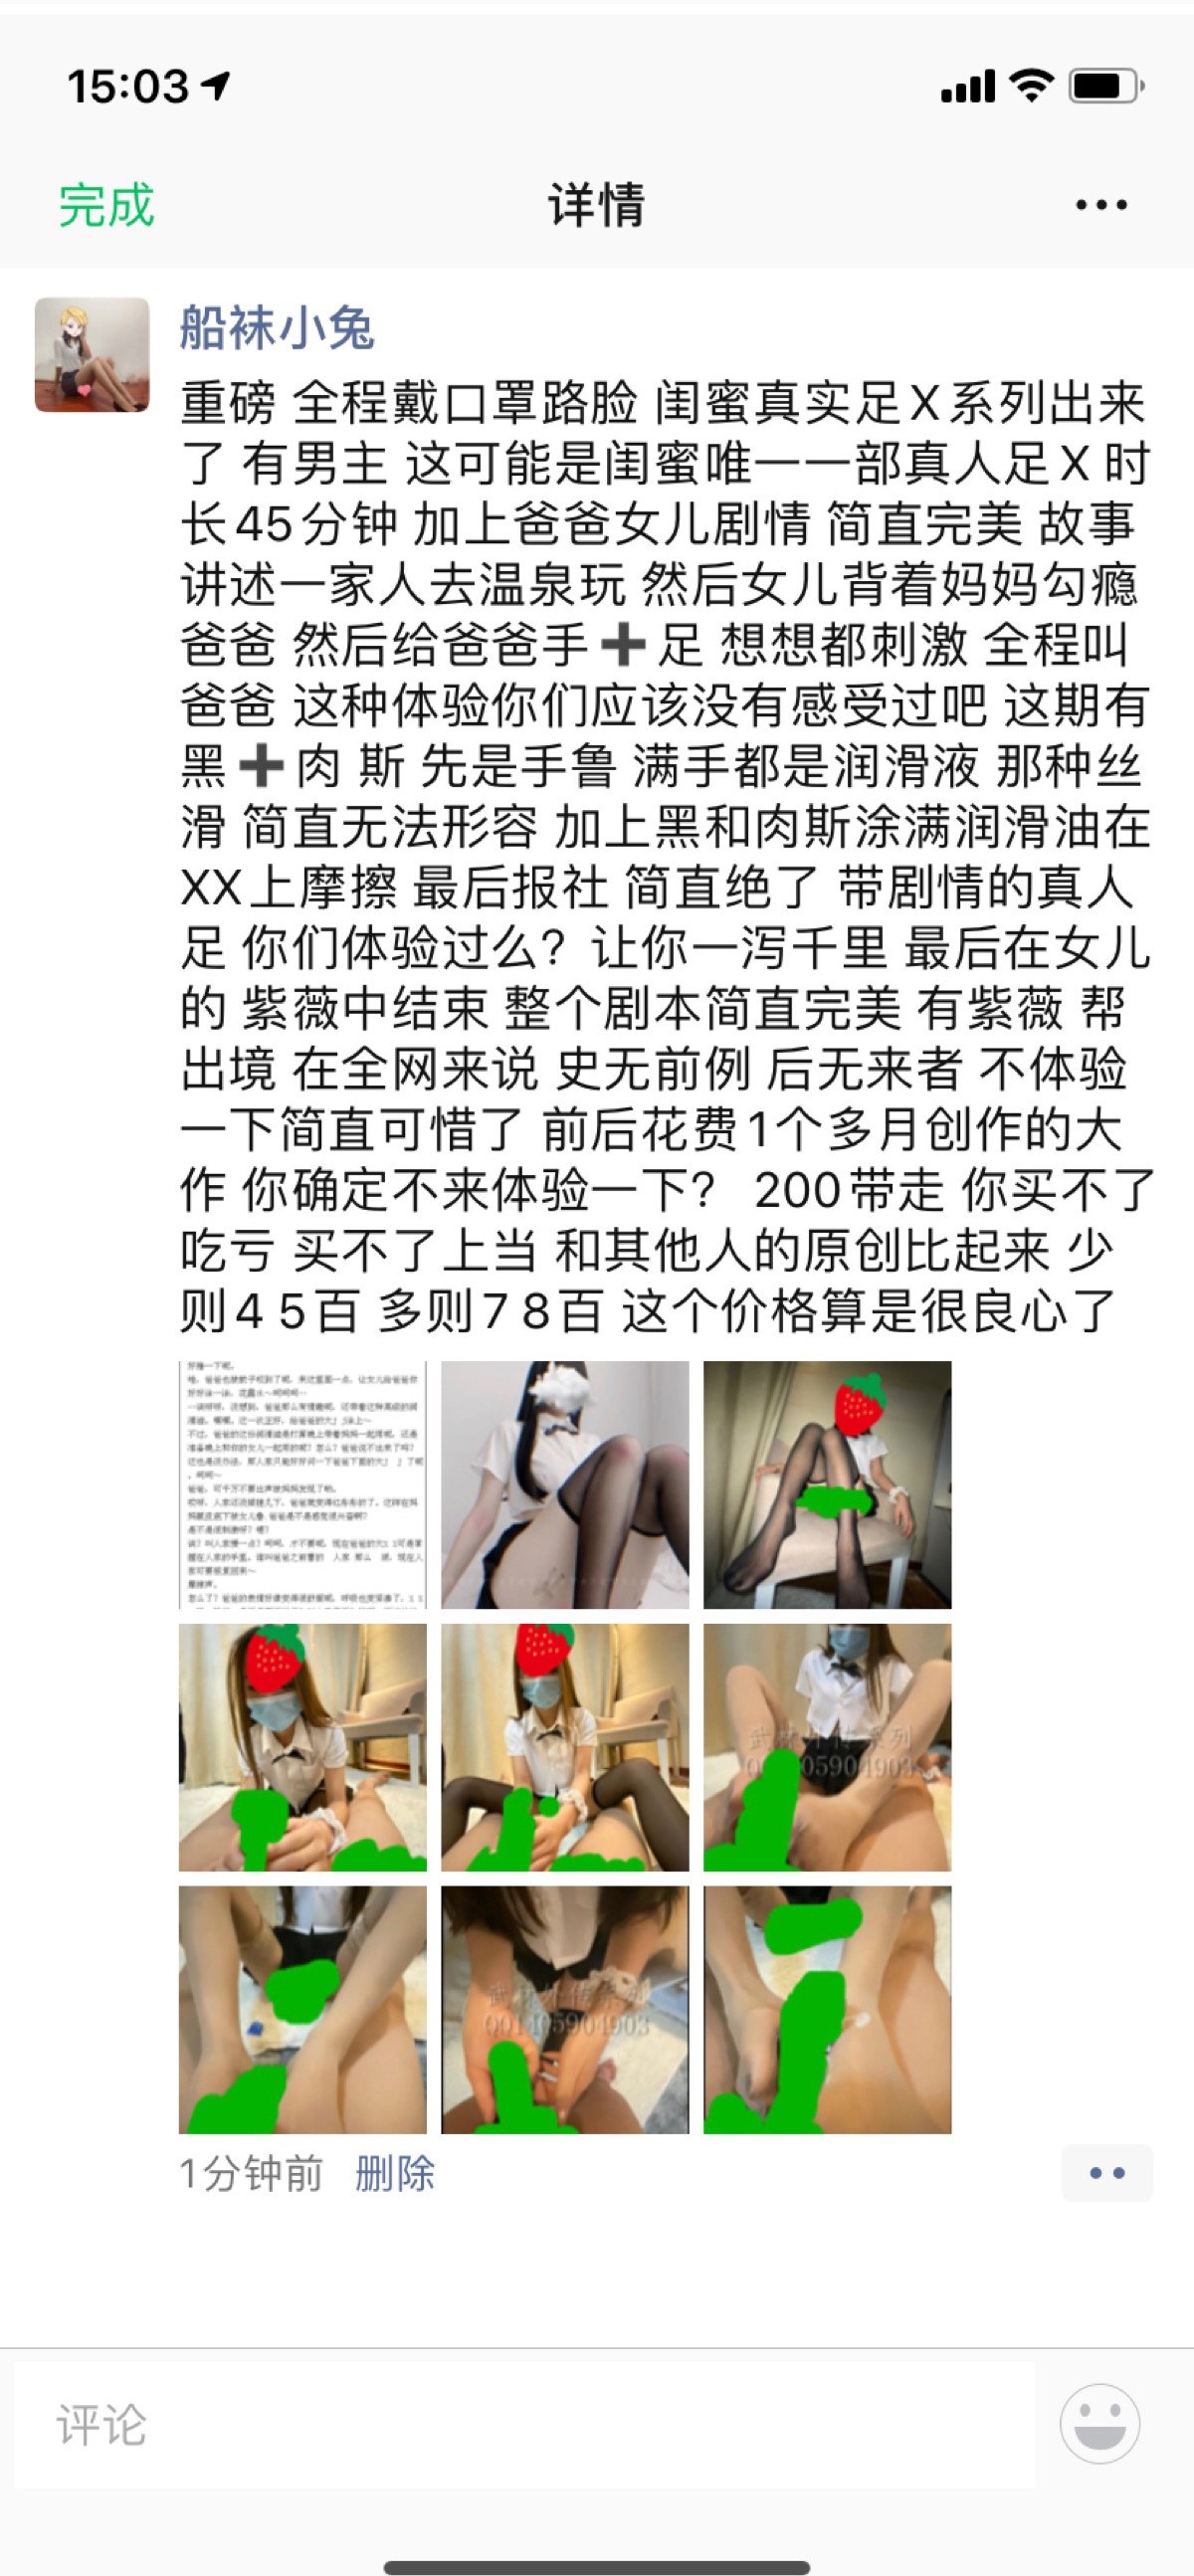 15:03
完成
详情
船袜小兔
重磅 全程戴口罩路脸 闺蜜真实足X系列出来
了 有男主 这可能是闺蜜唯一一部真人足X 时
长45分钟 加上爸爸女儿剧情 简直完美 故事
讲述一家人去温泉玩 然后女儿背着妈妈勾瘾
爸爸 然后给爸爸手➕足 想想都刺激 全程叫
爸爸 这种体验你们应该没有感受过吧 这期有
黑➕肉 斯 先是手鲁 满手都是润滑液 那种丝
滑 简直无法形容 加上黑和肉斯涂满润滑油在
XX上摩擦 最后报社 简直绝了 带剧情的真人
足 你们体验过么？让你一泻千里 最后在女儿
的 紫薇中结束 整个剧本简直完美 有紫薇 帮
出境 在全网来说 史无前例 后无来者 不体验
一下简直可惜了 前后花费1个多月创作的大
作 你确定不来体验一下？ 200带走 你买不了
吃亏 买不了上当 和其他人的原创比起来 少
则4 5百 多则7 8百 这个价格算是很良心了
武林外传系列
武林外传系列
1分钟前 删除
评论